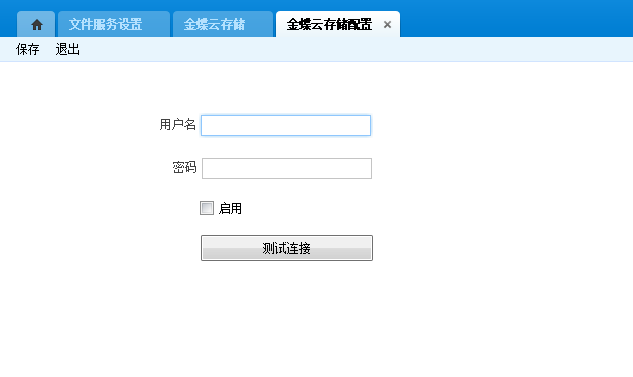 文件服务设置 金蝶云存储 金蝶云存储配置
保存 退出
用户名
密码
启用
测试连接